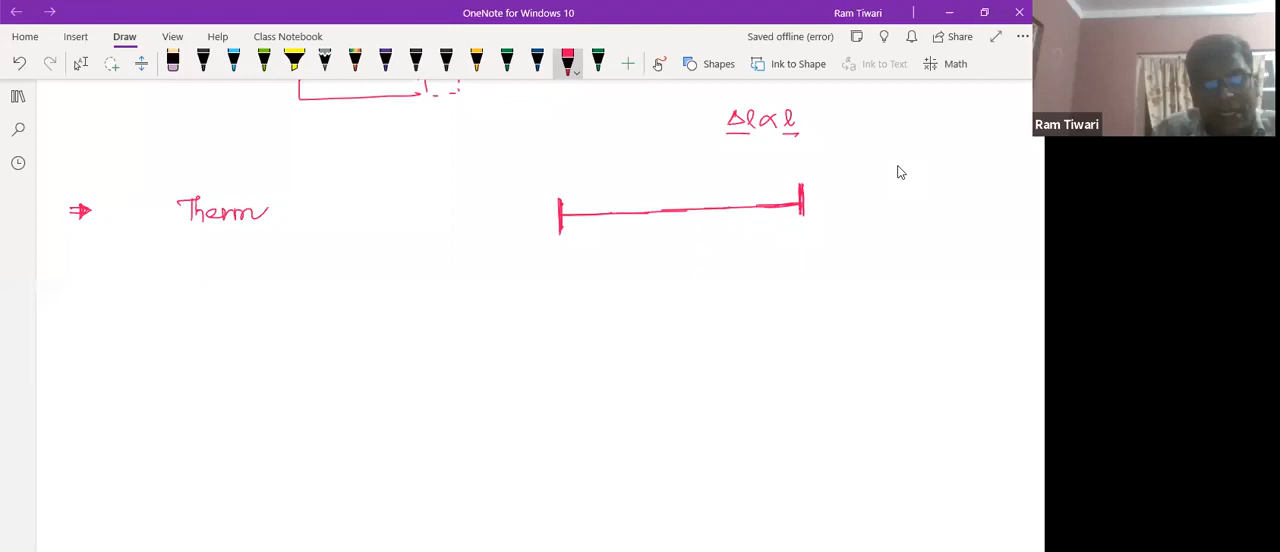 OneNote for Windows 10
Ram Tiwari
Home Insert Draw View Help Class Notebook
Saved offline (error)
Share
Shapes
Ink to Shape
Ink to Text
Math
Ram Tiwari
Δl ∝ l
⇒ Therm